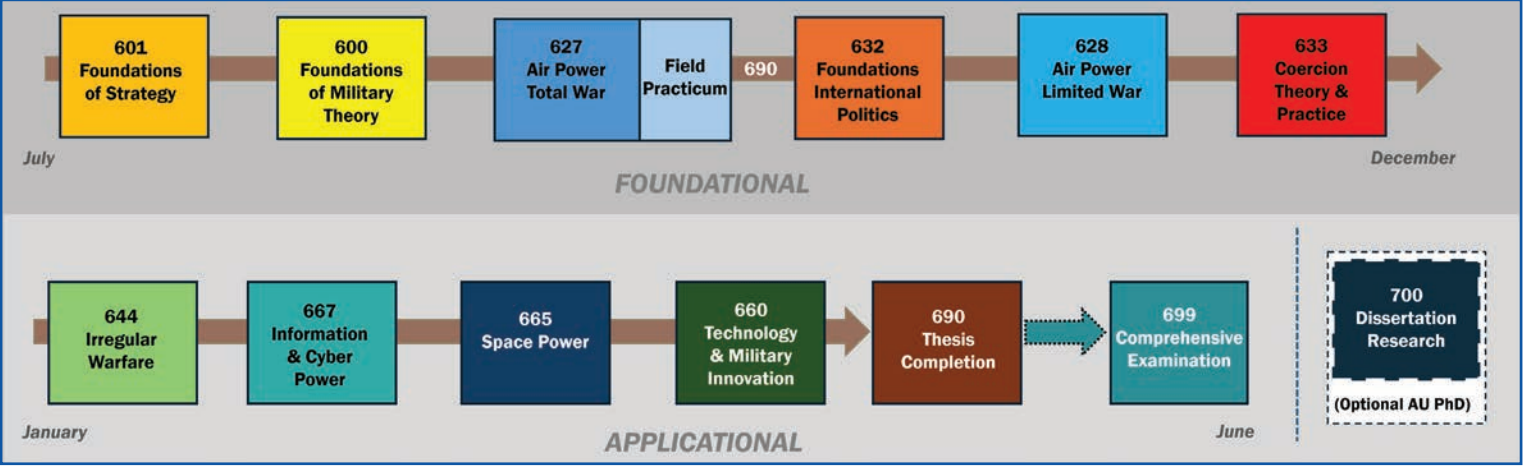 601
Foundations
of Strategy
600
Foundations
of Military
Theory
627
Air Power
Total War
Field
Practicum
690
632
Foundations
International
Politics
628
Air Power
Limited War
633
Coercion
Theory &
Practice
July
December
FOUNDATIONAL
644
Irregular
Warfare
667
Information
& Cyber
Power
665
Space Power
660
Technology
& Military
Innovation
690
Thesis
Completion
699
Comprehensive
Examination
700
Dissertation
Research
(Optional AU PhD)
January
June
APPLICATIONAL